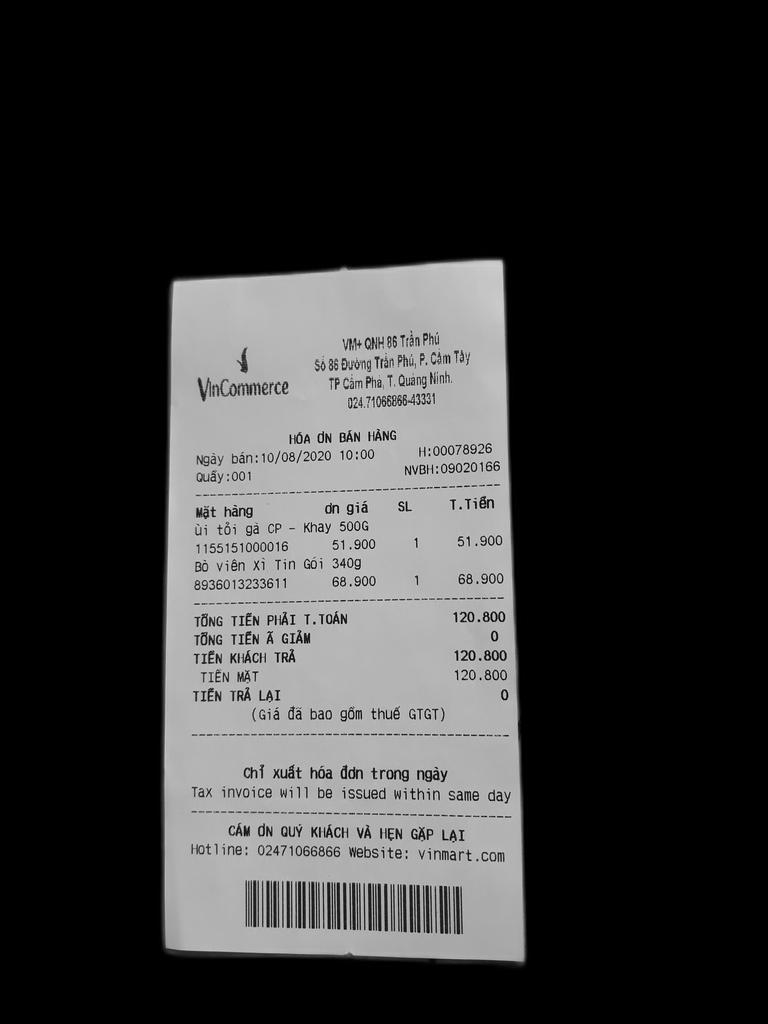 VinCommerce
VM+ QNH 86 Trần Phú
Số 86 Đường Trần Phú, P. Cẩm Tây
TP Cẩm Phả, T. Quảng Ninh.
024.71066866-43331
HÓA ƠN BÁN HÀNG
Ngày bán:10/08/2020 10:00 H:00078926
Quầy:001 NVBH:09020166
Mặt hàng ơn giá SL T.Tiền
ùi tỏi gà CP - Khay 500G
1155151000016 51.900 1 51.900
Bò viên Xì Tin Gói 340g
8936013233611 68.900 1 68.900
TỔNG TIỀN PHẢI T.TOÁN 120.800
TỔNG TIỀN Ã GIẢM 0
TIỀN KHÁCH TRẢ 120.800
TIỀN MẶT 120.800
TIỀN TRẢ LẠI 0
(Giá đã bao gồm thuế GTGT)
Chỉ xuất hóa đơn trong ngày
Tax invoice will be issued within same day
CẢM ƠN QUÝ KHÁCH VÀ HẸN GẶP LẠI
Hotline: 02471066866 Website: vinmart.com